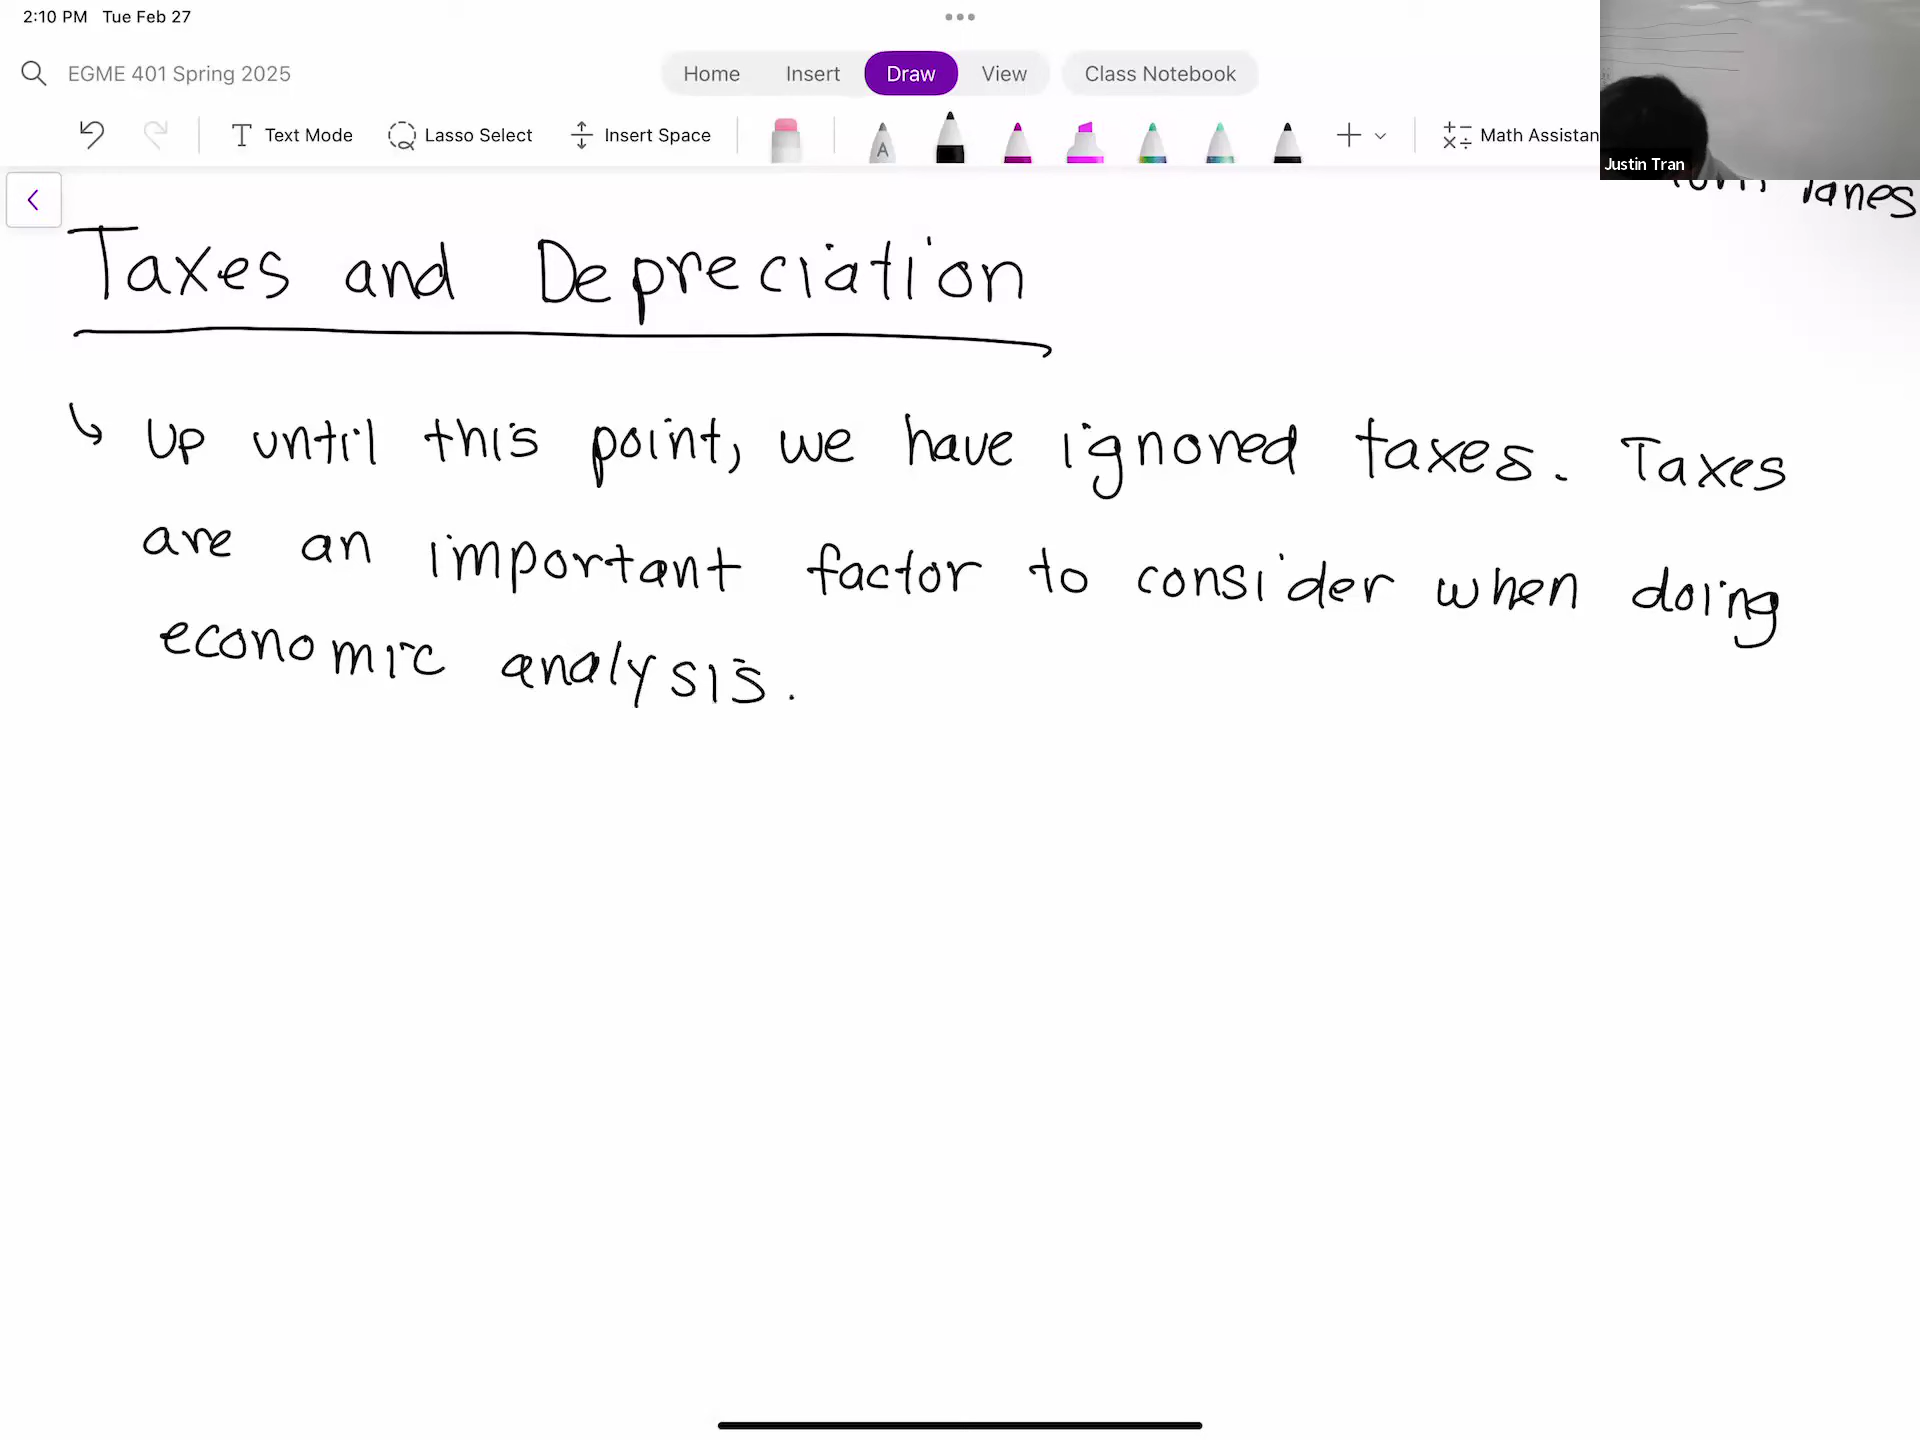 2:10 PM Tue Feb 27
EGME 401 Spring 2025
Home Insert Draw View Class Notebook
Text Mode Lasso Select Insert Space A Math Assistan
Justin Tran
lanes
Taxes and Depreciation
Up until this point, we have ignored taxes. Taxes
are an important factor to consider when doing
economic analysis.